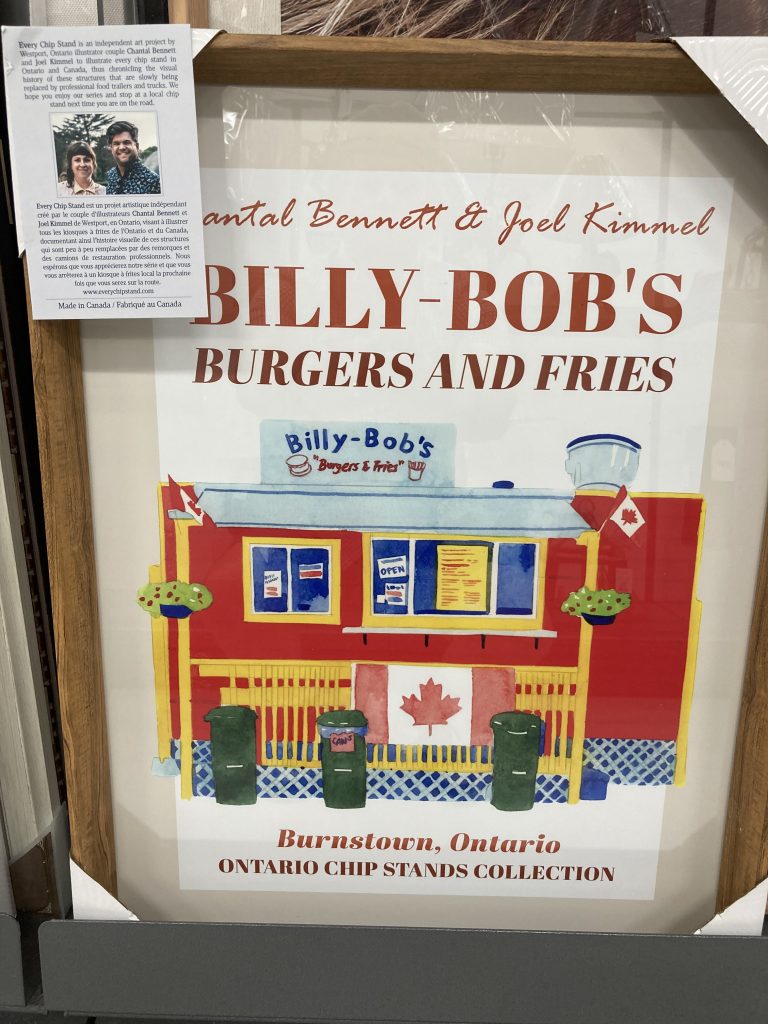 Every Chip Stand is an independent art project by
Westport, Ontario illustrator couple Chantal Bennett
and Joel Kimmel to illustrate every chip stand in
Ontario and Canada, thus chronicling the visual
history of these structures that are slowly being
replaced by professional food trailers and trucks. We
hope you enjoy our series and stop at a local chip
stand next time you are on the road.
Every Chip Stand est un projet artistique indépendant
créé par le couple d'illustrateurs Chantal Bennett et
Joel Kimmel de Westport, en Ontario, visant à illustrer
tous les kiosques à frites de l'Ontario et du Canada,
documentant ainsi l'histoire visuelle de ces structures
qui sont peu à peu remplacées par des remorques et
des camions de restauration professionnels. Nous
espérons que vous apprécierez notre série et que vous
vous arrêterez à un kiosque à frites local la prochaine
fois que vous serez sur la route.
www.everychipstand.com
Made in Canada / Fabriqué au Canada
antal Bennett & Joel Kimmel
BILLY-BOB'S
BURGERS AND FRIES
Billy-Bob's
"Burgers & Fries"
OPEN
CANS
Burnstown, Ontario
ONTARIO CHIP STANDS COLLECTION